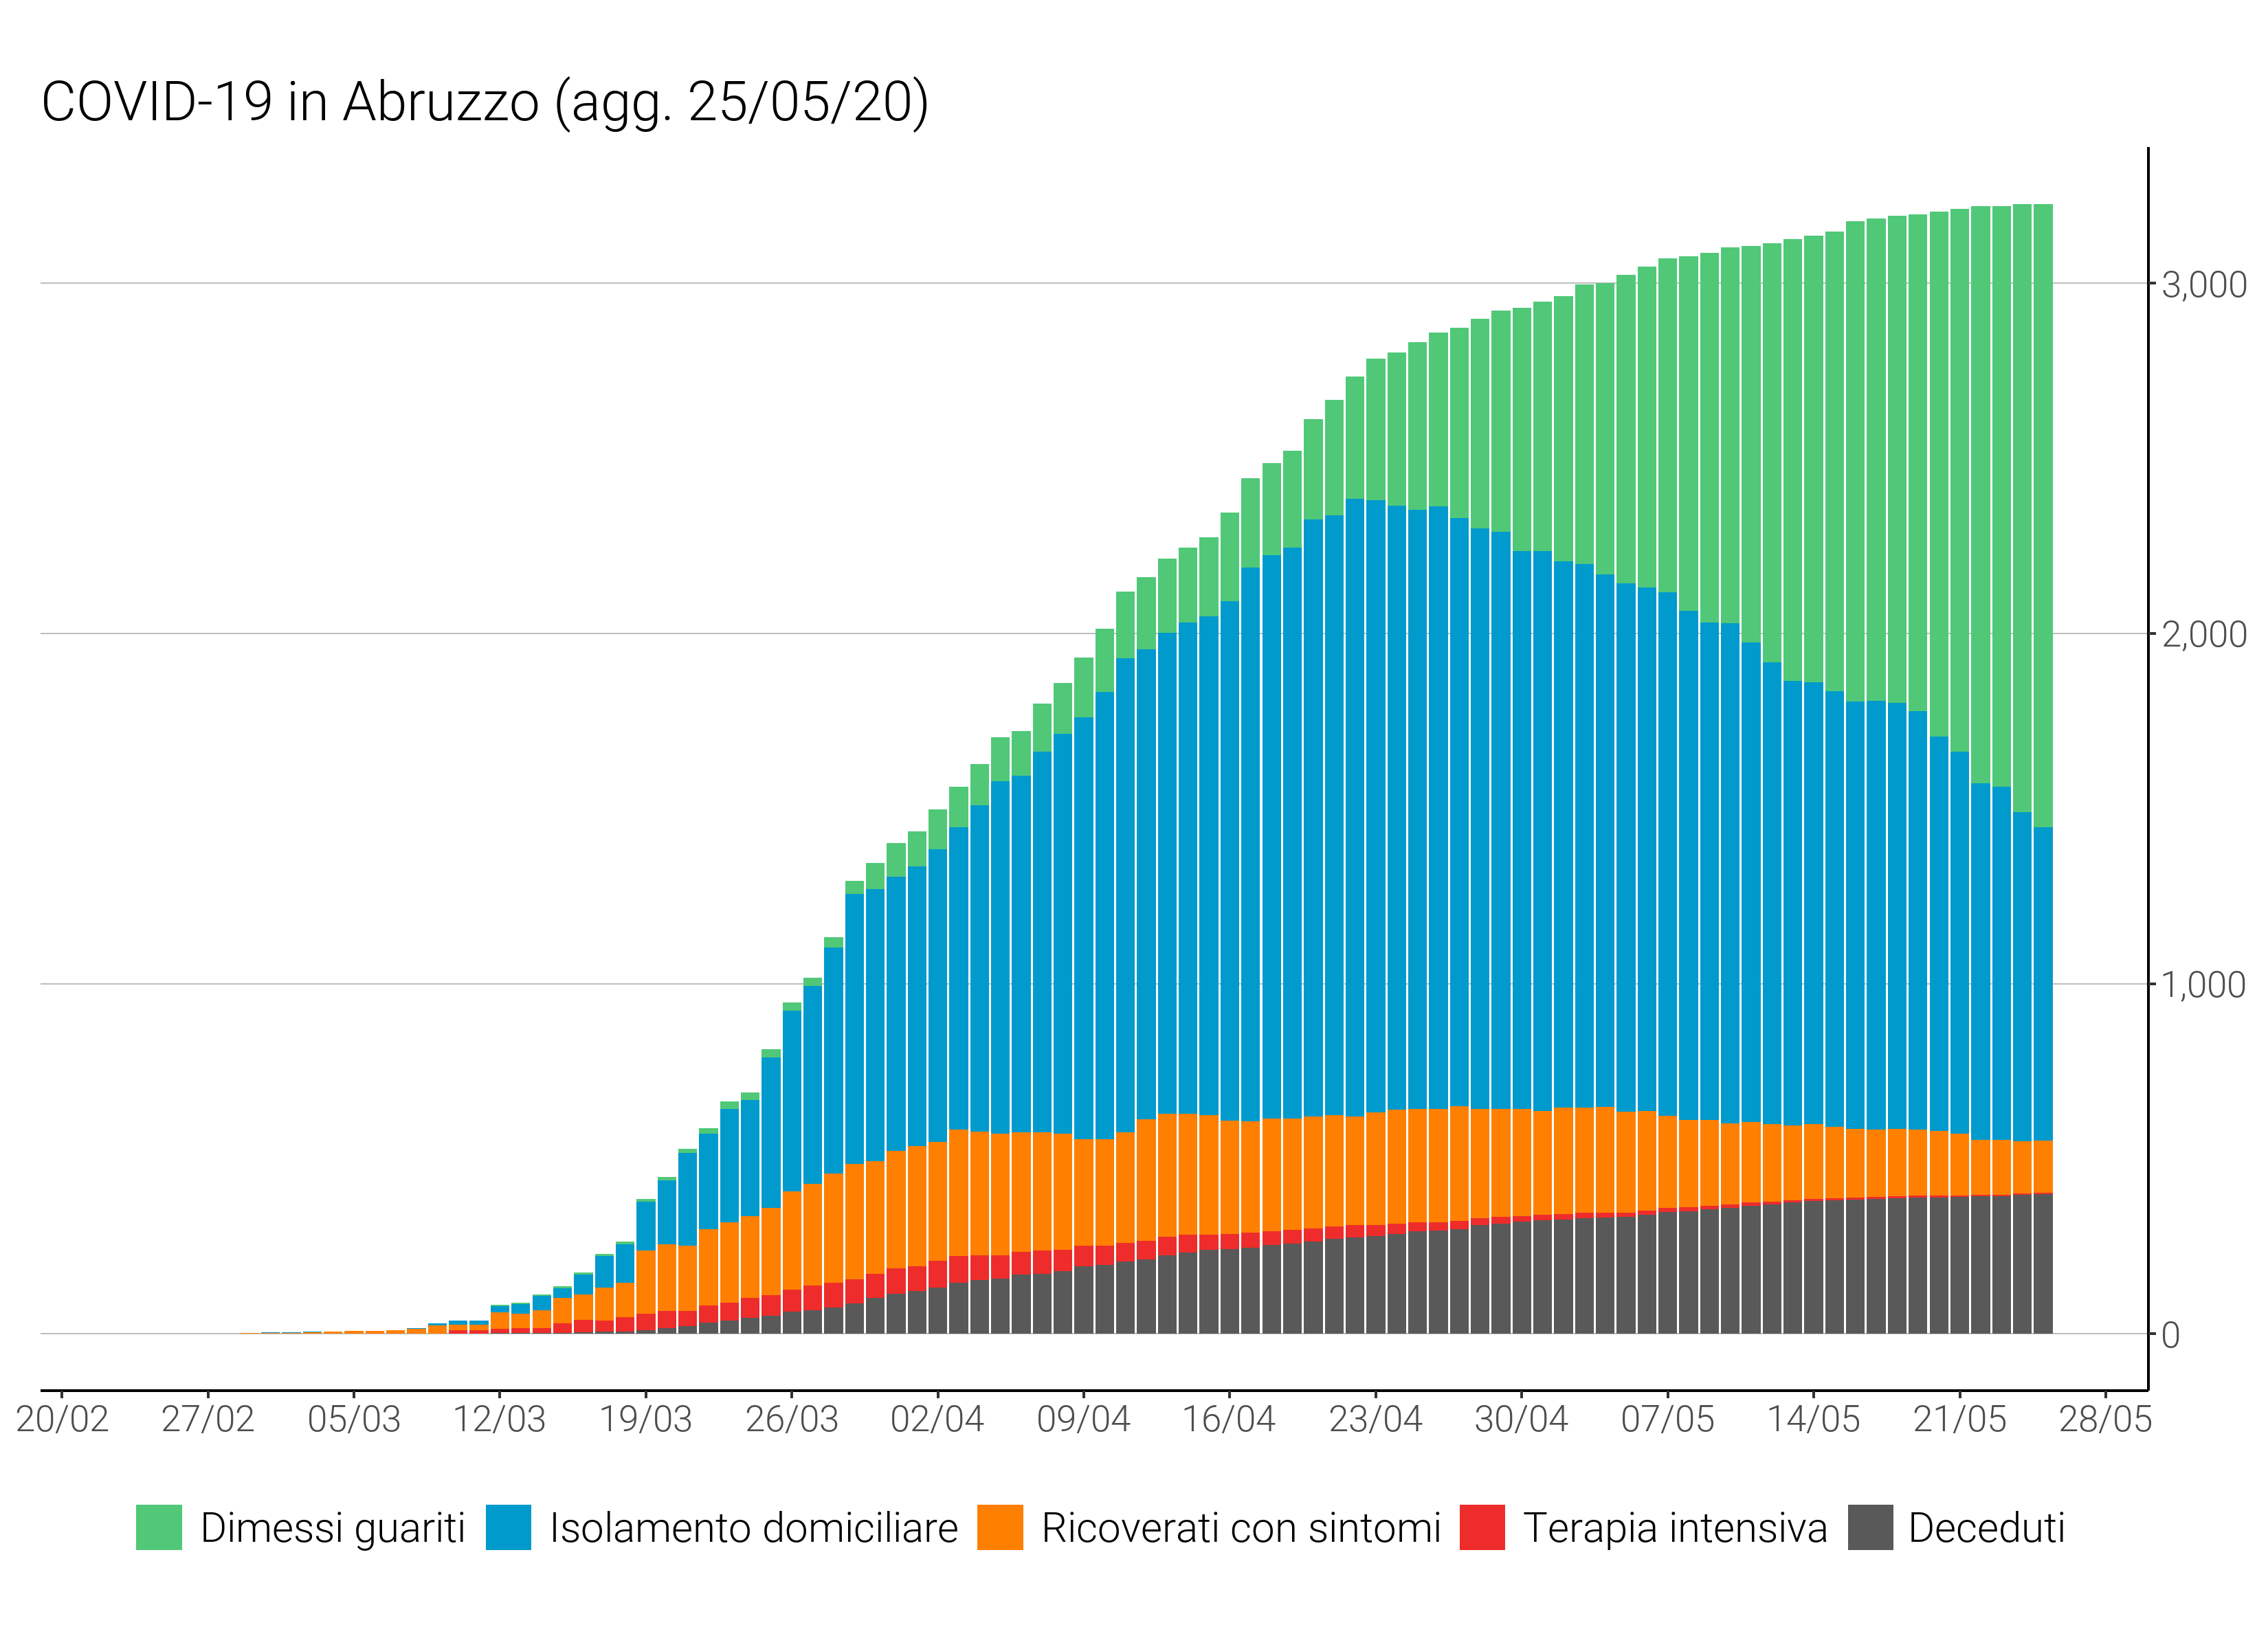 COVID-19 in Abruzzo (agg. 25/05/20)
3,000
2,000
1,000
0
20/02 27/02 05/03 12/03 19/03 26/03 02/04 09/04 16/04 23/04 30/04 07/05 14/05 21/05 28/05
Dimessi guariti Isolamento domiciliare Ricoverati con sintomi Terapia intensiva Deceduti